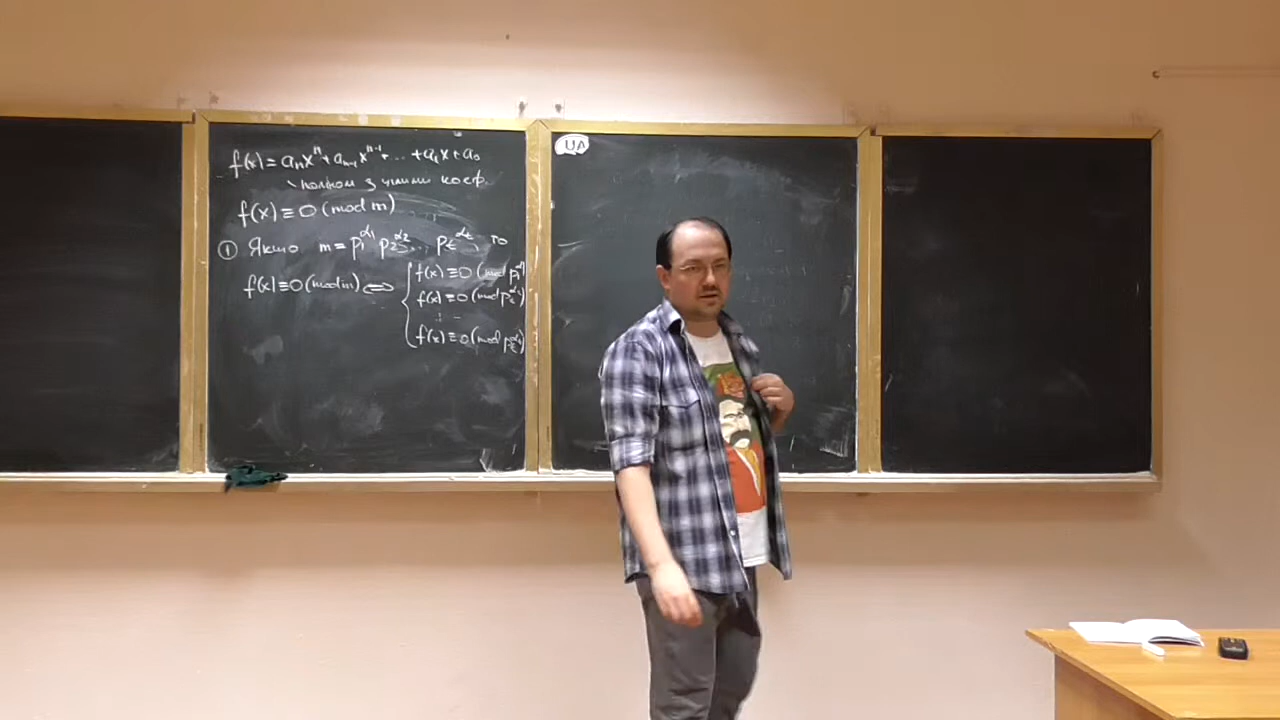 f(x) = aₙxⁿ + aₙ₋₁xⁿ⁻¹ + ... + a₁x + a₀
поліном з цілими коеф.
f(x) ≡ 0 (mod m)
① Якщо m = p₁^α₁ p₂^α₂ ... pₜ^αₜ, то
f(x) ≡ 0 (mod m) ⟺ { f(x) ≡ 0 (mod p₁^α₁)
f(x) ≡ 0 (mod p₂^α₂)
⋮ ...
f(x) ≡ 0 (mod pₜ^αₜ)
UA